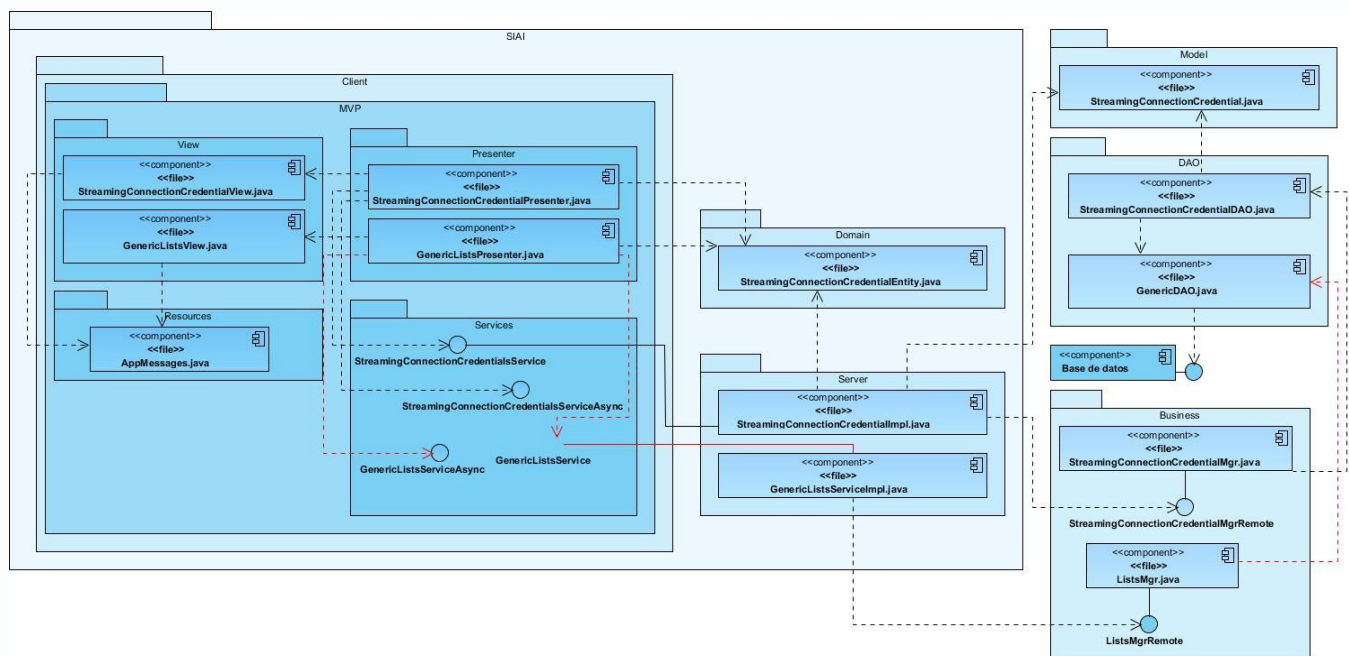 SIAI
Client
MVP
View
<<component>>
<<file>>
StreamingConnectionCredentialView.java
<<component>>
<<file>>
GenericListsView.java
Resources
<<component>>
<<file>>
AppMessages.java
Presenter
<<component>>
<<file>>
StreamingConnectionCredentialPresenter.java
<<component>>
<<file>>
GenericListsPresenter.java
Services
StreamingConnectionCredentialsService
StreamingConnectionCredentialsServiceAsync
GenericListsServiceAsync
GenericListsService
Domain
<<component>>
<<file>>
StreamingConnectionCredentialEntity.java
Server
<<component>>
<<file>>
StreamingConnectionCredentialImpl.java
<<component>>
<<file>>
GenericListsServiceImpl.java
Model
<<component>>
<<file>>
StreamingConnectionCredential.java
DAO
<<component>>
<<file>>
StreamingConnectionCredentialDAO.java
<<component>>
<<file>>
GenericDAO.java
<<component>>
Base de datos
Business
<<component>>
<<file>>
StreamingConnectionCredentialMgr.java
StreamingConnectionCredentialMgrRemote
<<component>>
<<file>>
ListsMgr.java
ListsMgrRemote